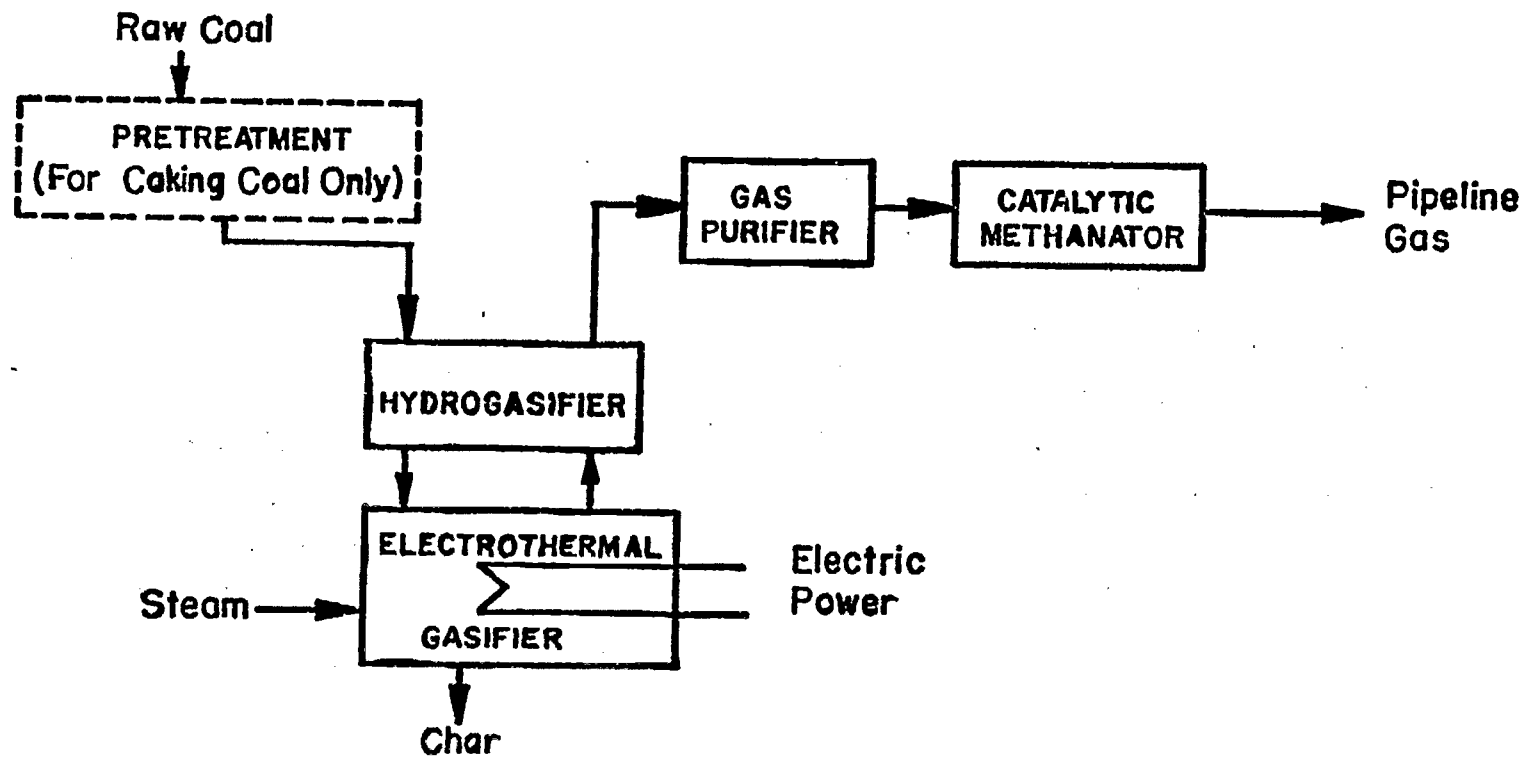 Raw Coal
PRETREATMENT
(For Caking Coal Only)
GAS
PURIFIER
CATALYTIC
METHANATOR
Pipeline
Gas
HYDROGASIFIER
ELECTROTHERMAL
GASIFIER
Electric
Power
Steam
Char